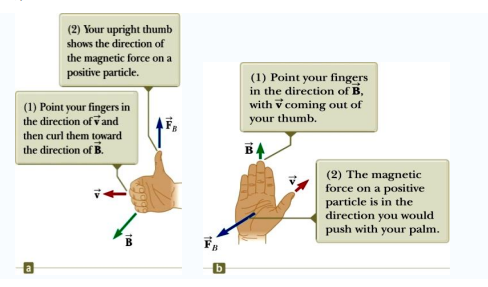 (2) Your upright thumb
shows the direction of
the magnetic force on a
positive particle.
(1) Point your fingers in
the direction of v⃗ and
then curl them toward
the direction of B⃗.
F⃗B
v⃗
B⃗
a
(1) Point your fingers
in the direction of B⃗,
with v⃗ coming out of
your thumb.
B⃗
v⃗
(2) The magnetic
force on a positive
particle is in the
direction you would
push with your palm.
F⃗B
b